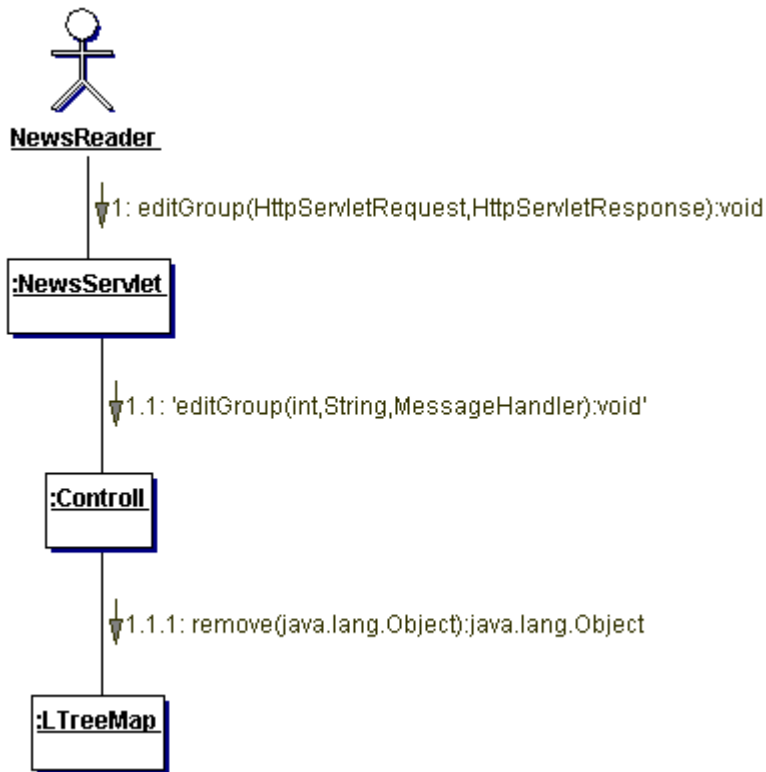 NewsReader
1: editGroup(HttpServletRequest,HttpServletResponse):void
:NewsServlet
1.1: 'editGroup(int,String,MessageHandler):void'
:Controll
1.1.1: remove(java.lang.Object):java.lang.Object
:LTreeMap